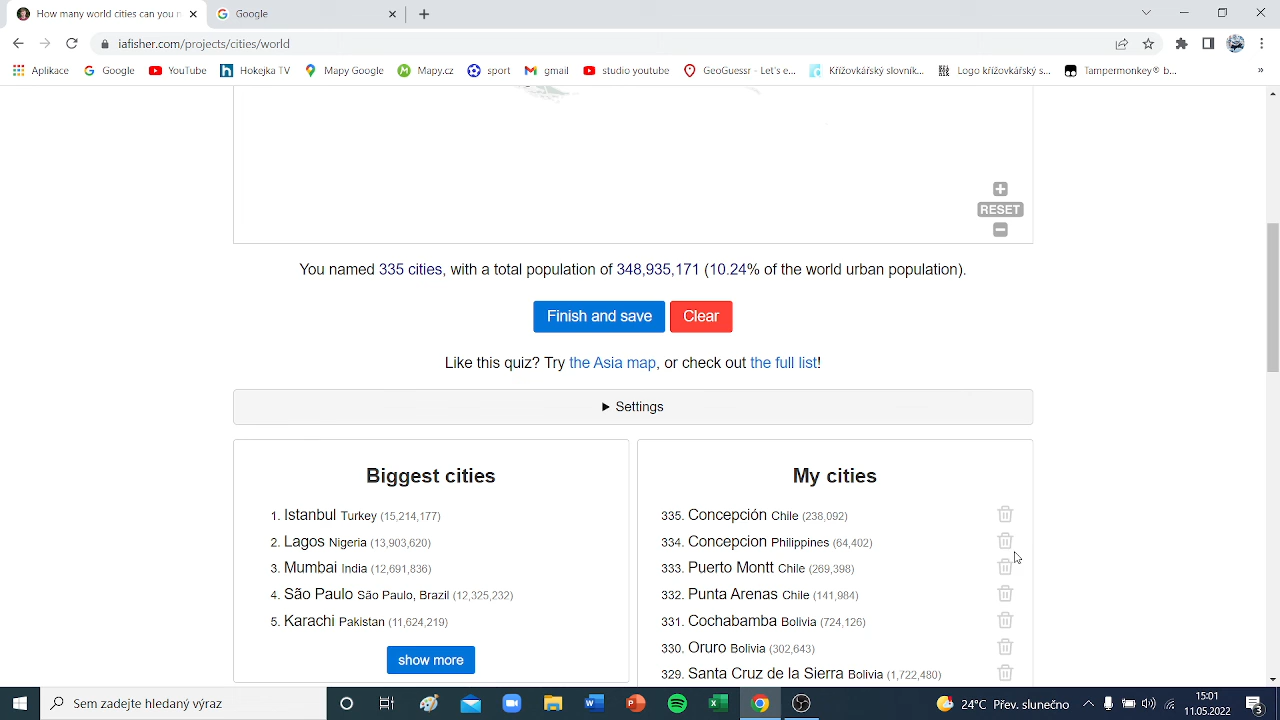 How many world cities can you r
Google
iafisher.com/projects/cities/world
Aplikace
Google
YouTube
Hokejka TV
Mapy Google
Mapy.cz
sport
gmail
studio youtube
Geoguessr - Let's e...
Křížovkářský slovník...
Logo křížovkářský s...
Tampermonkey® b...
»
RESET
You named 335 cities, with a total population of 348,935,171 (10.24% of the world urban population).
Finish and save
Clear
Like this quiz? Try the Asia map, or check out the full list!
Settings
Biggest cities
1. Istanbul Turkey (15,214,177)
2. Lagos Nigeria (13,903,620)
3. Mumbai India (12,691,836)
4. São Paulo São Paulo, Brazil (12,325,232)
5. Karachi Pakistan (11,624,219)
show more
My cities
335. Concepción Chile (238,092)
334. Concepcion Philippines (64,402)
333. Puerto Montt Chile (269,398)
332. Punta Arenas Chile (141,984)
331. Cochabamba Bolivia (724,126)
330. Oruro Bolivia (302,643)
329. Santa Cruz de la Sierra Bolivia (1,722,480)
Sem zadejte hledaný výraz
24°C Přev. slunečno
15:01
11.05.2022
3